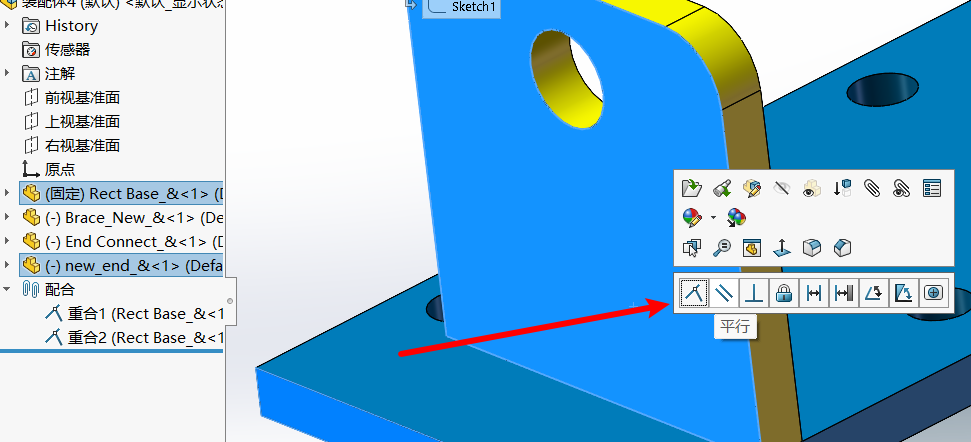 装配体4 (默认) <默认_显示状态
Sketch1
History
传感器
注解
前视基准面
上视基准面
右视基准面
原点
(固定) Rect Base_&<1> (D
(-) Brace_New_&<1> (De
(-) End Connect_&<1> (D
(-) new_end_&<1> (Defa
配合
重合1 (Rect Base_&<1
重合2 (Rect Base_&<1
平行